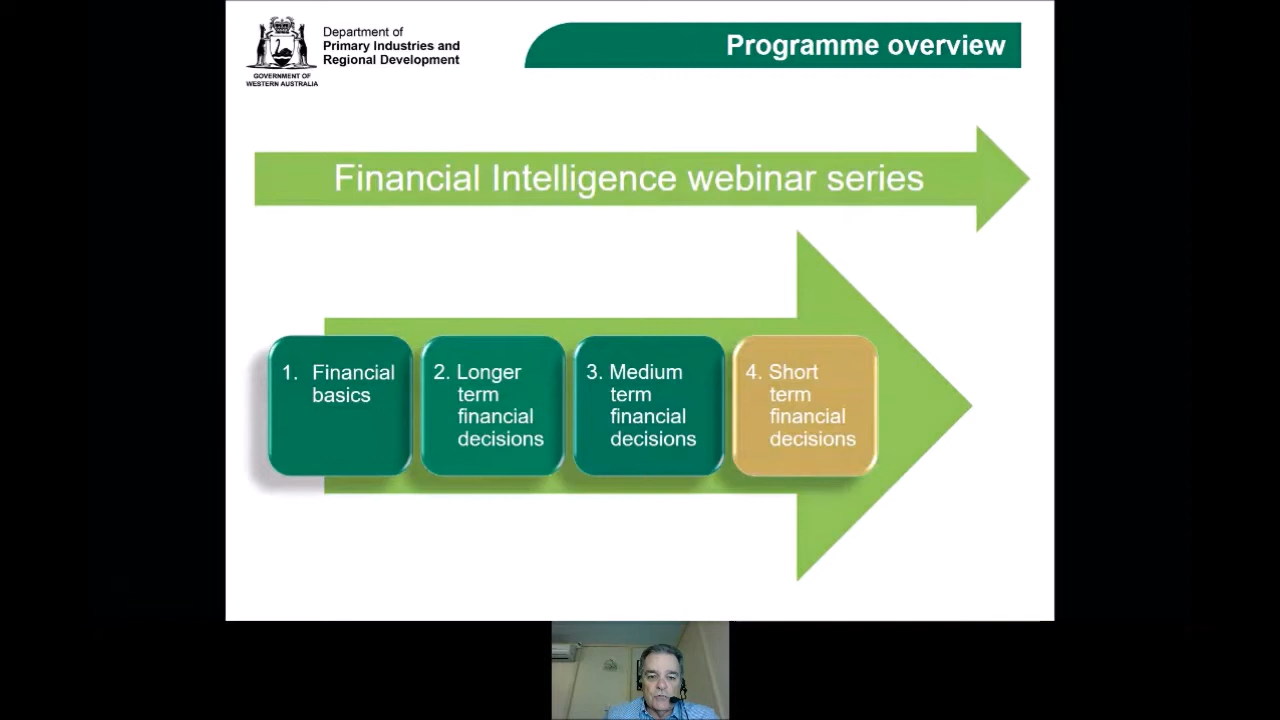 Department of
Primary Industries and
Regional Development
GOVERNMENT OF
WESTERN AUSTRALIA
Programme overview
Financial Intelligence webinar series
1. Financial
basics
2. Longer
term
financial
decisions
3. Medium
term
financial
decisions
4. Short
term
financial
decisions